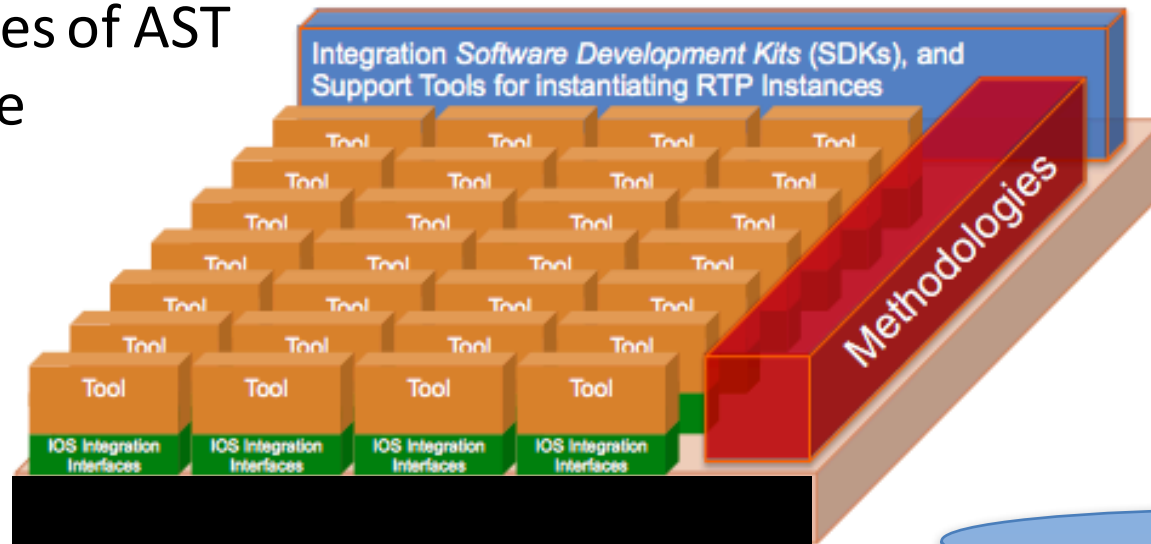 es of AST
e
Integration Software Development Kits (SDKs), and
Support Tools for instantiating RTP Instances
Tool Tool Tool Tool
Tool Tool Tool Tool
Tool Tool Tool Tool
Tool Tool Tool Tool
Tool Tool Tool Tool
Tool Tool Tool Tool
Tool Tool Tool Tool
Methodologies
IOS Integration IOS Integration IOS Integration IOS Integration
Interfaces Interfaces Interfaces Interfaces